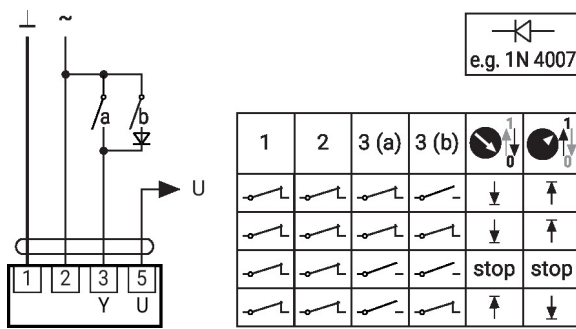 ⊥ ~
e.g. 1N 4007
a b
U
1 2 3 5
Y U
1 2 3 (a) 3 (b) 1 0 1 0
stop stop